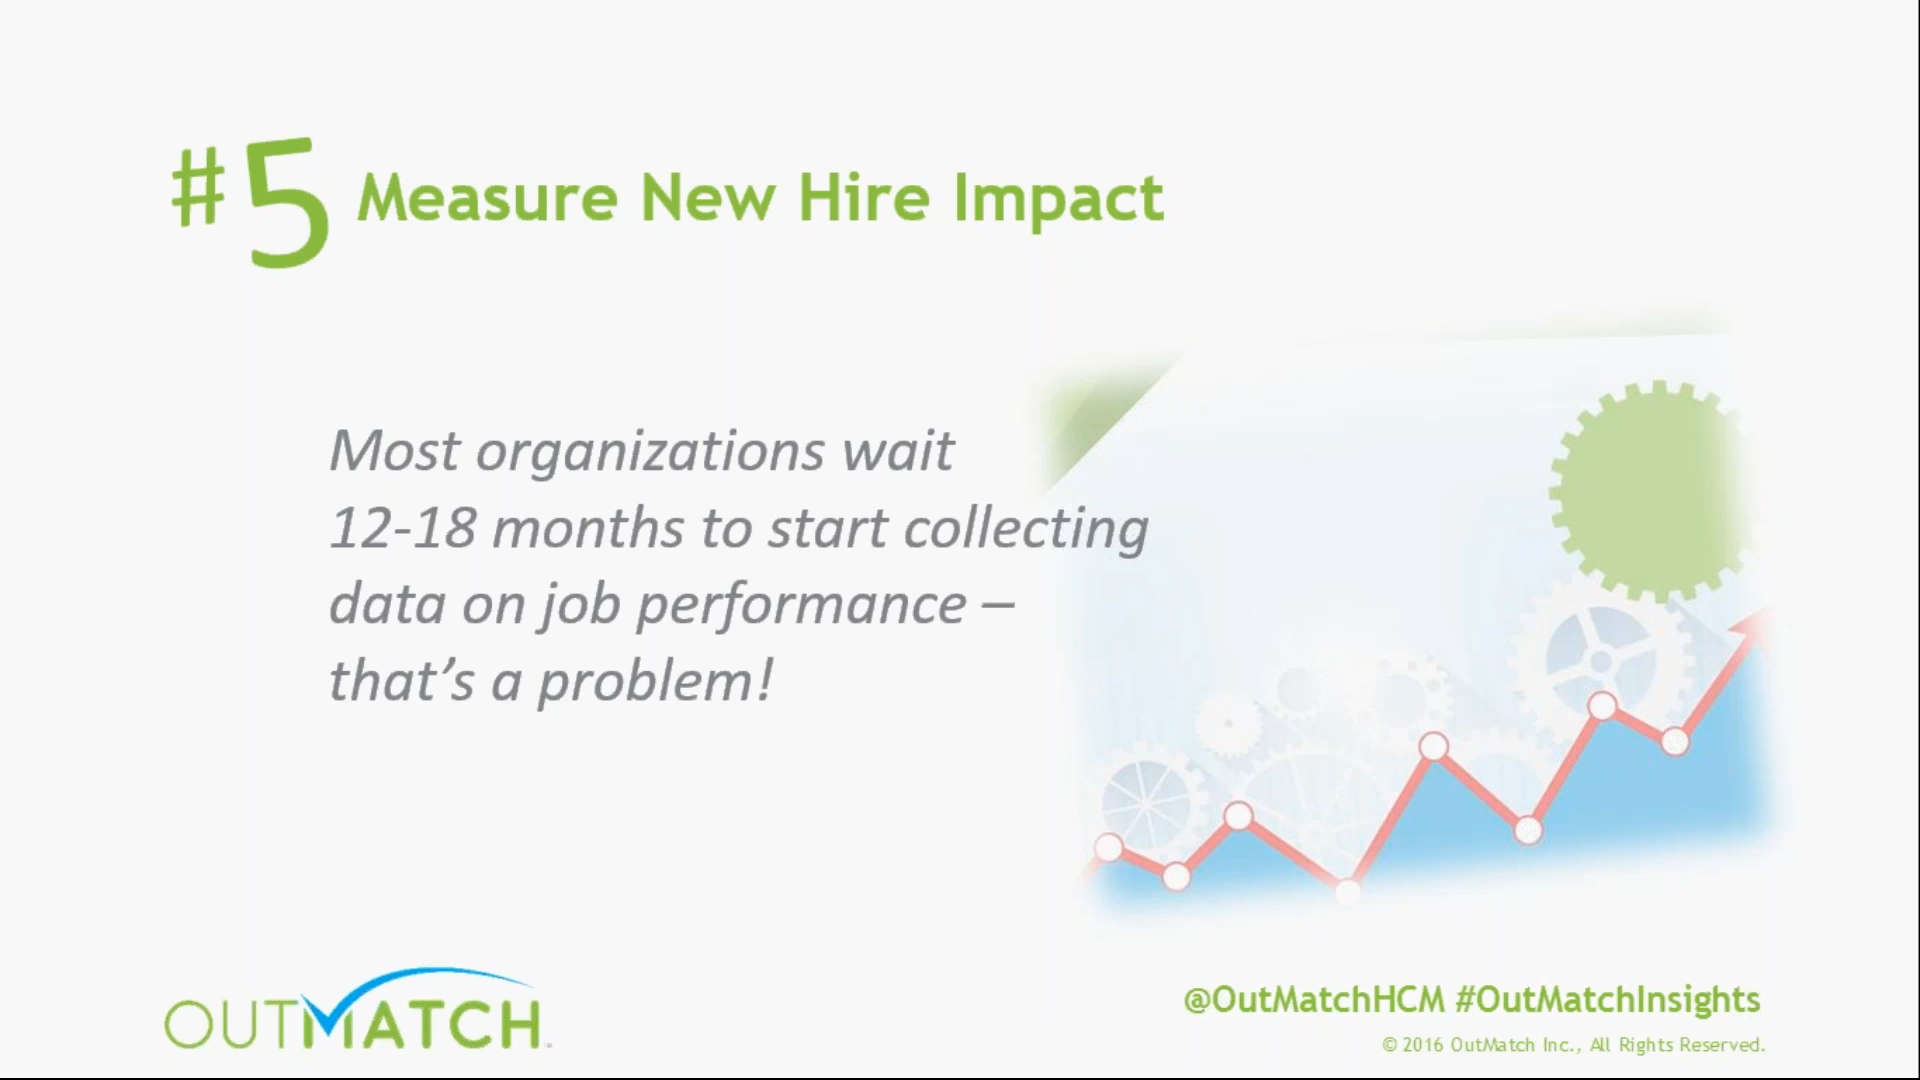 #5 Measure New Hire Impact
Most organizations wait
12-18 months to start collecting
data on job performance –
that's a problem!
OUTMATCH
@OutMatchHCM #OutMatchInsights
© 2016 OutMatch Inc., All Rights Reserved.